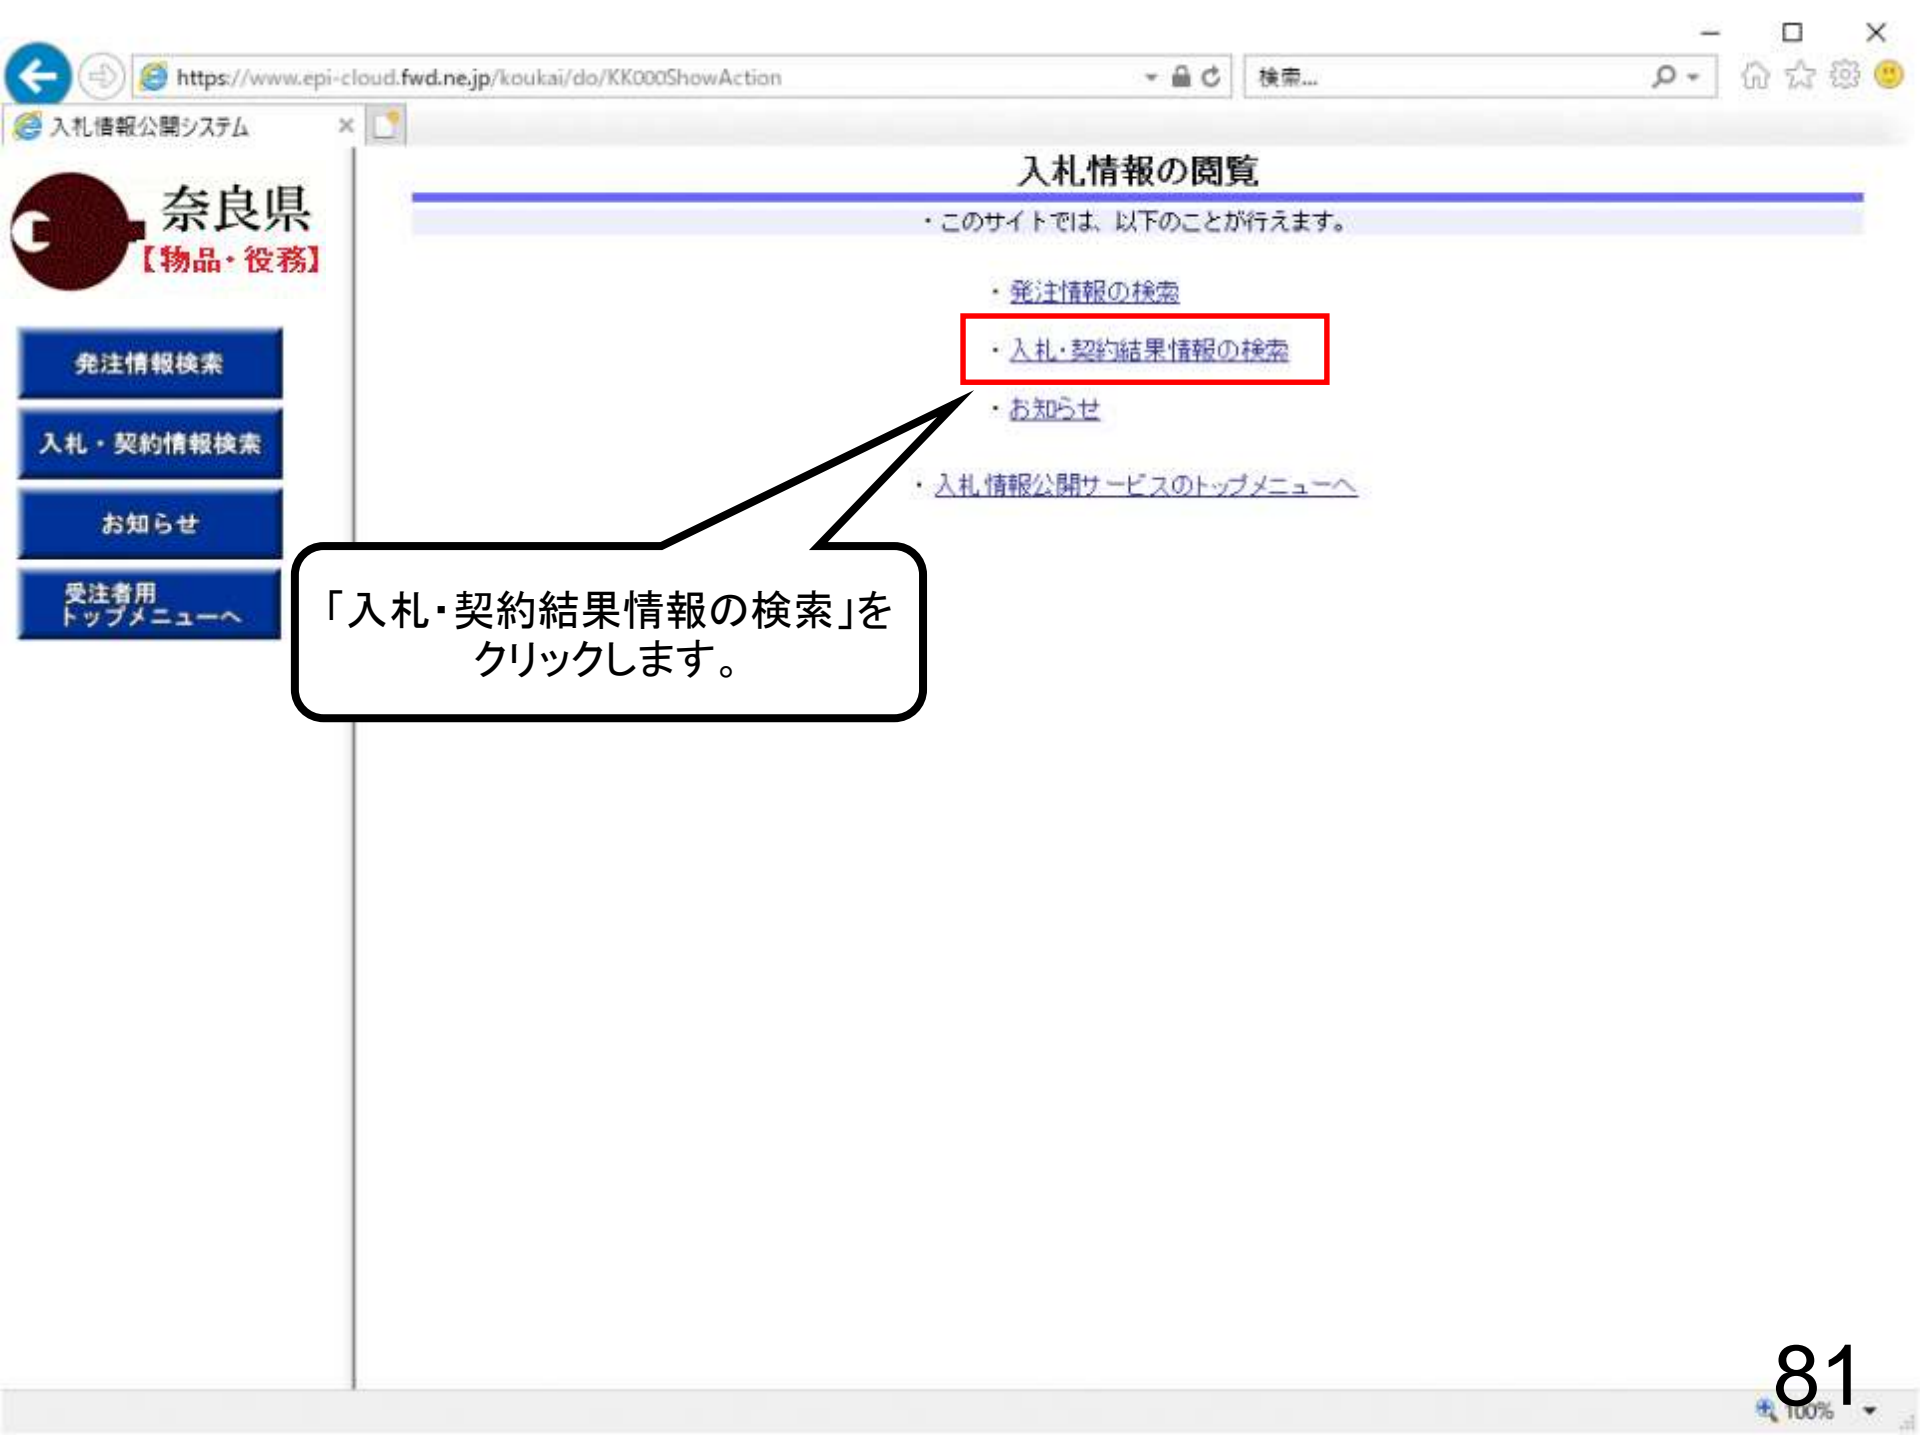 https://www.epi-cloud.fwd.ne.jp/koukai/do/KK000ShowAction
検索...
入札情報公開システム
奈良県
【物品・役務】
発注情報検索
入札・契約情報検索
お知らせ
受注者用
トップメニューへ
入札情報の閲覧
・このサイトでは、以下のことが行えます。
・発注情報の検索
・入札・契約結果情報の検索
・お知らせ
・入札情報公開サービスのトップメニューへ
「入札・契約結果情報の検索」を
クリックします。
81
100%